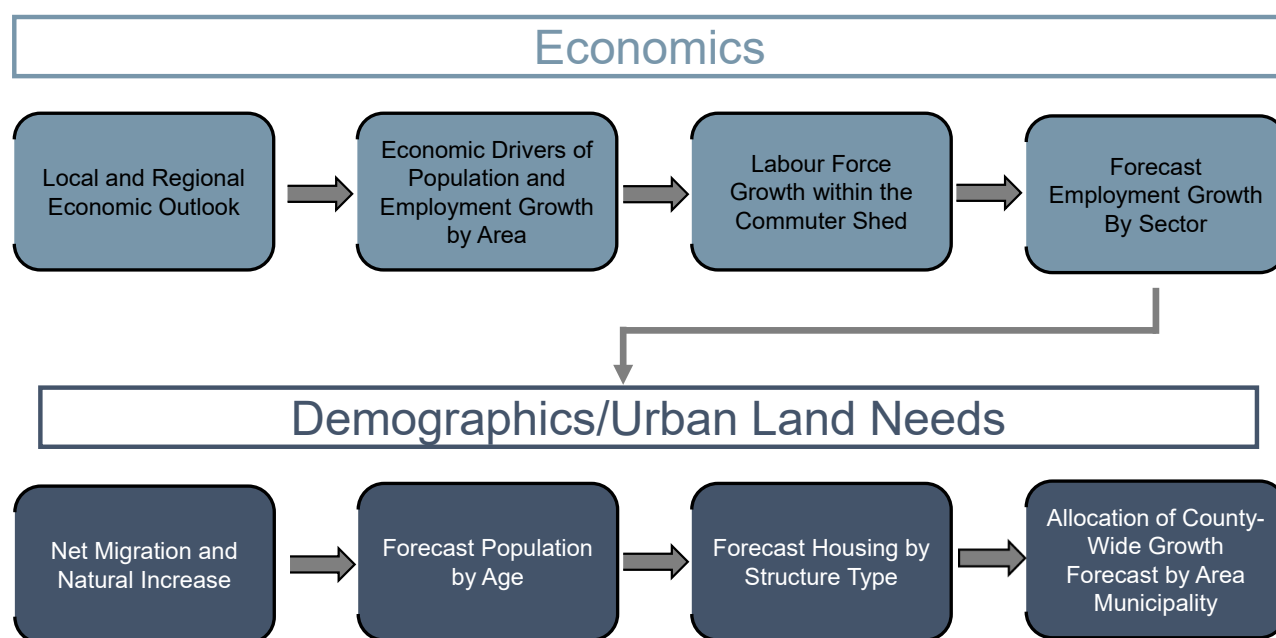 Economics
Local and Regional
Economic Outlook
Economic Drivers of
Population and
Employment Growth
by Area
Labour Force
Growth within the
Commuter Shed
Forecast
Employment Growth
By Sector
Demographics/Urban Land Needs
Net Migration and
Natural Increase
Forecast Population
by Age
Forecast Housing by
Structure Type
Allocation of County-
Wide Growth
Forecast by Area
Municipality